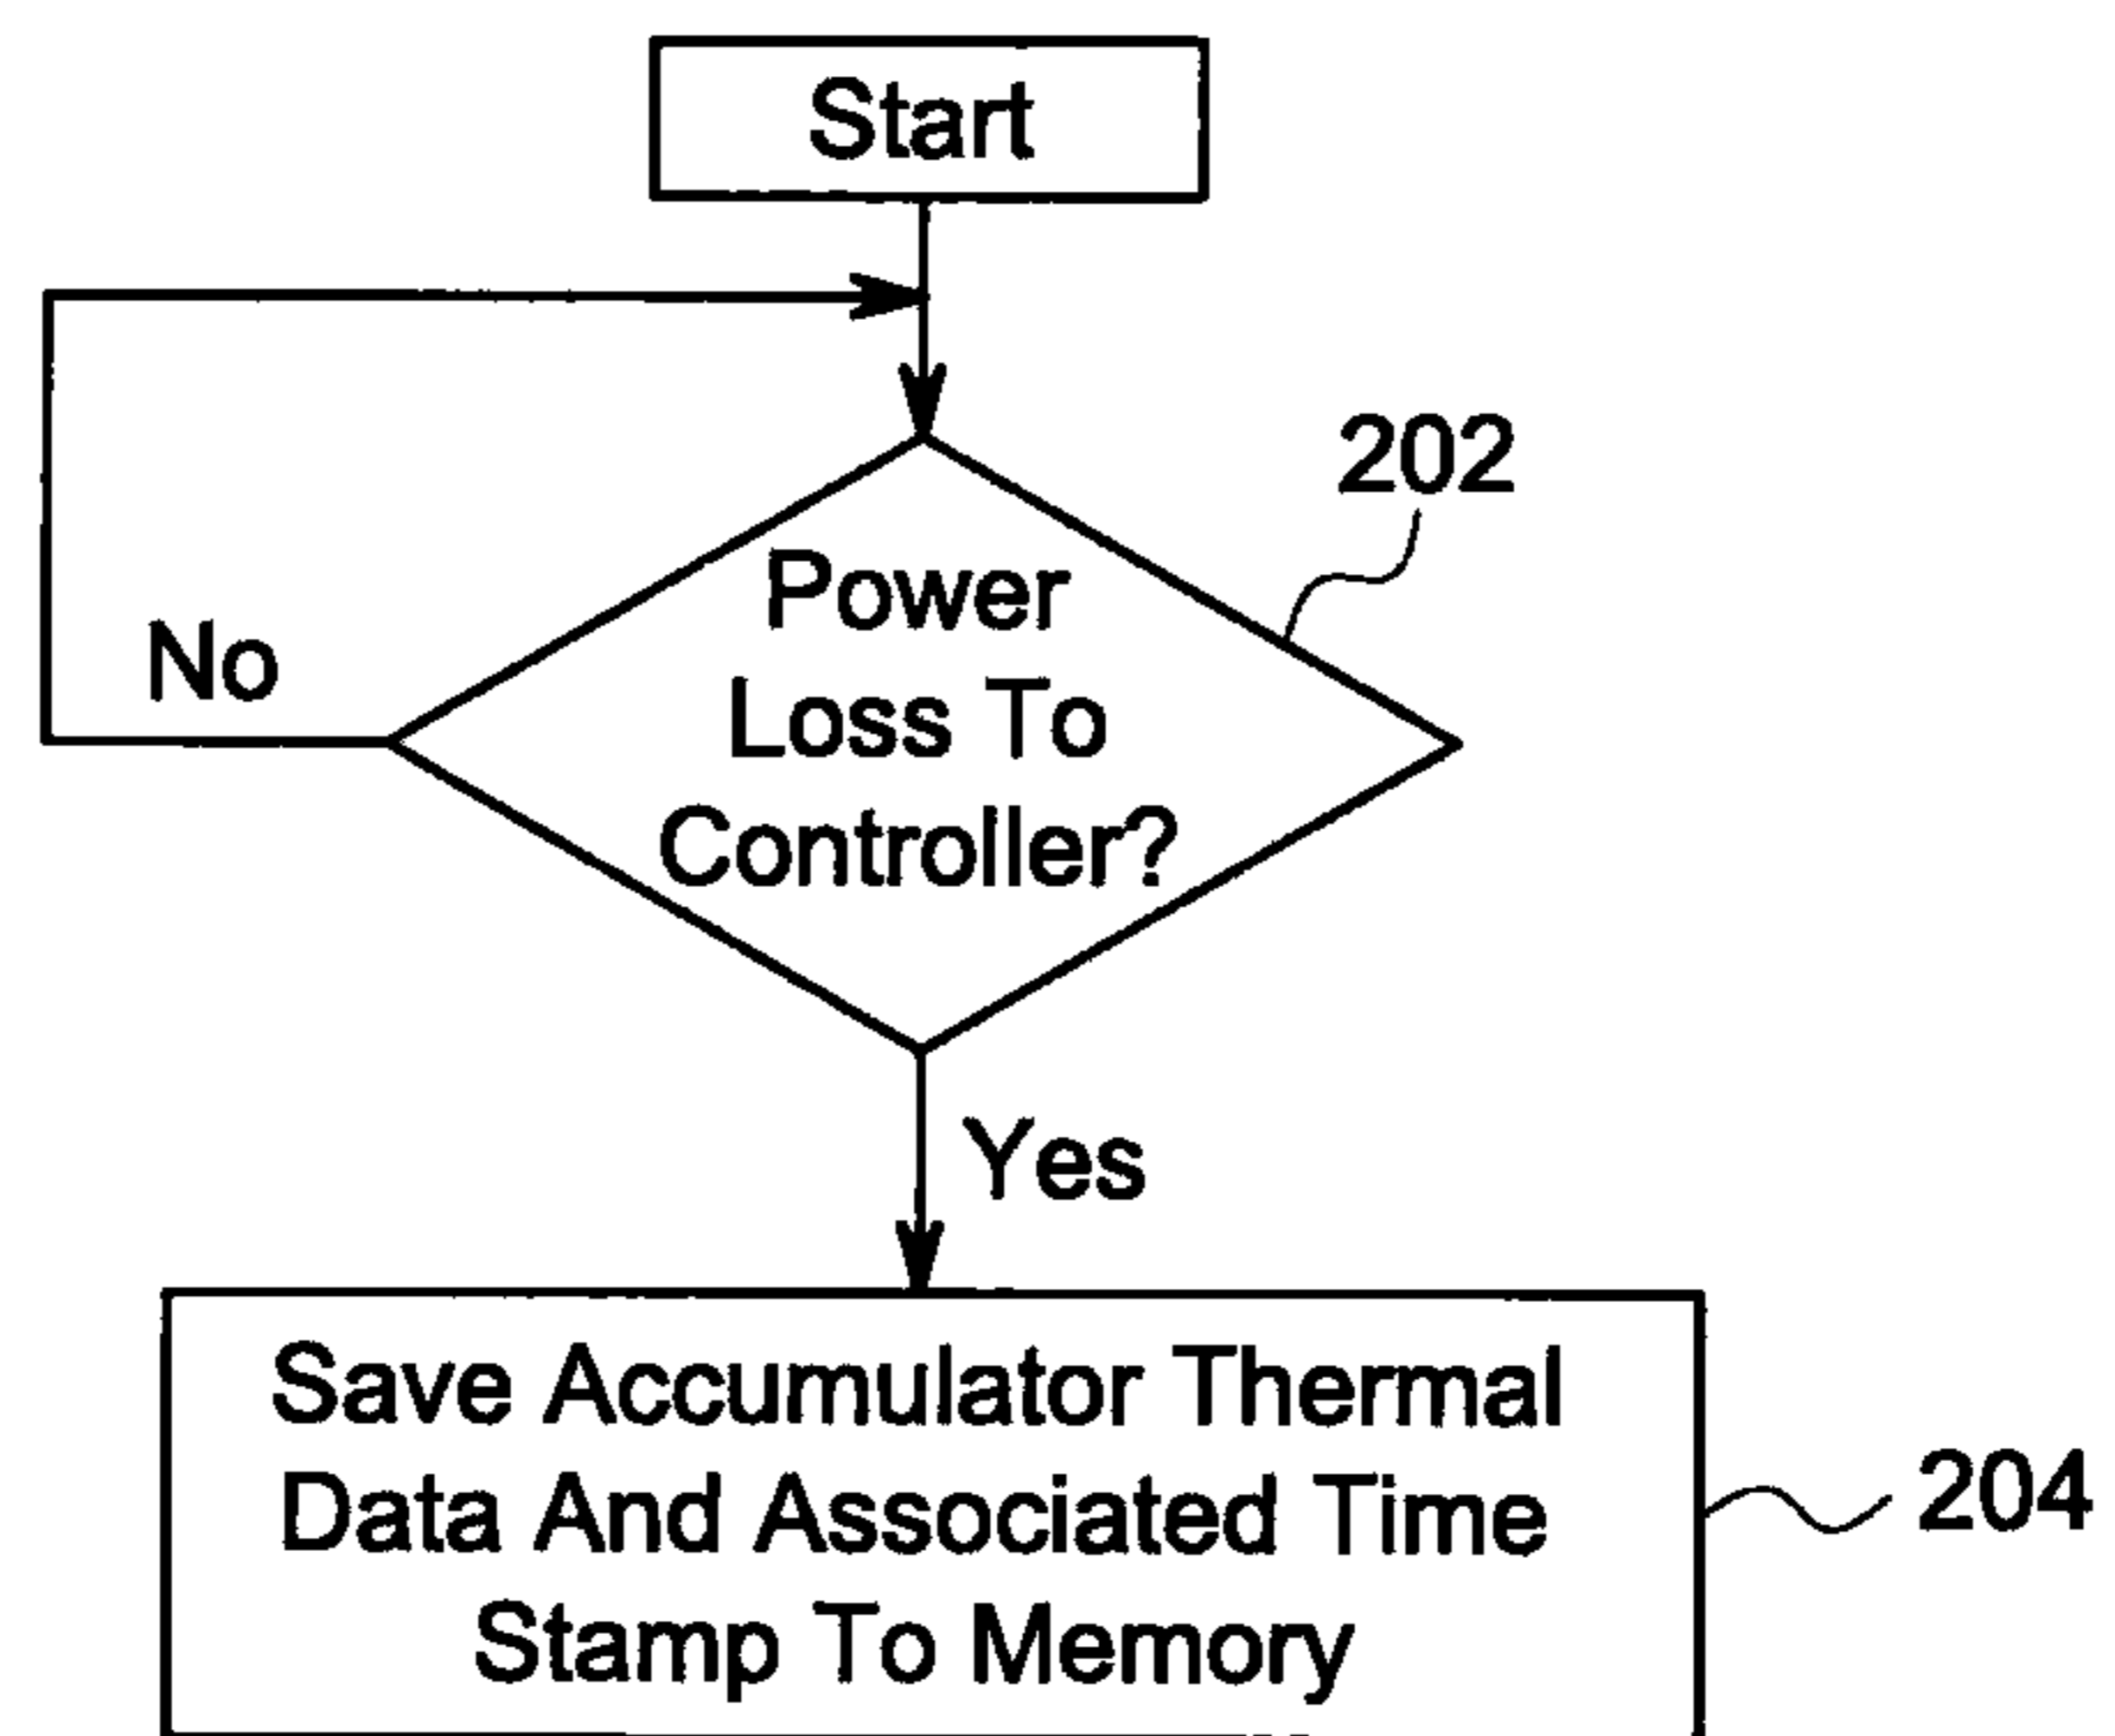 Start
202
Power
Loss To
Controller?
No
Yes
Save Accumulator Thermal
Data And Associated Time
Stamp To Memory
204